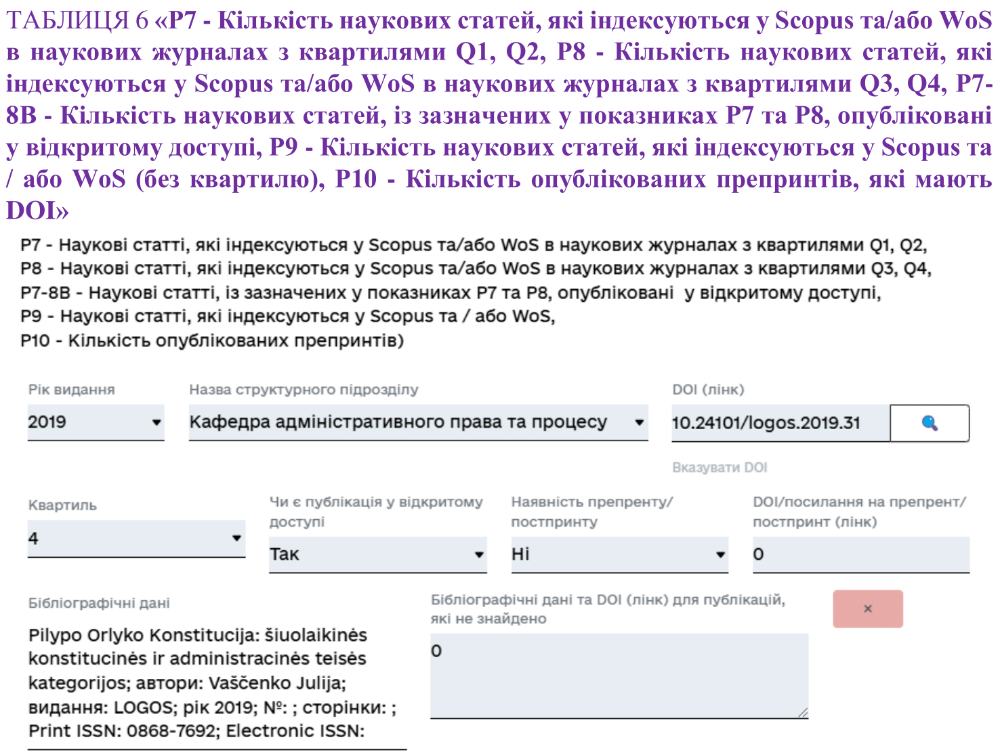 ТАБЛИЦЯ 6 «Р7 - Кількість наукових статей, які індексуються у Scopus та/або WoS
в наукових журналах з квартилями Q1, Q2, Р8 - Кількість наукових статей, які
індексуються у Scopus та/або WoS в наукових журналах з квартилями Q3, Q4, Р7-
8В - Кількість наукових статей, із зазначених у показниках Р7 та Р8, опубліковані
у відкритому доступі, Р9 - Кількість наукових статей, які індексуються у Scopus та
/ або WoS (без квартилю), Р10 - Кількість опублікованих препринтів, які мають
DOI»
Р7 - Наукові статті, які індексуються у Scopus та/або WoS в наукових журналах з квартилями Q1, Q2,
Р8 - Наукові статті, які індексуються у Scopus та/або WoS в наукових журналах з квартилями Q3, Q4,
Р7-8В - Наукові статті, із зазначених у показниках Р7 та Р8, опубліковані у відкритому доступі,
Р9 - Наукові статті, які індексуються у Scopus та / або WoS,
Р10 - Кількість опублікованих препринтів)
Рік видання Назва структурного підрозділу DOI (лінк)
2019 Кафедра адміністративного права та процесу 10.24101/logos.2019.31
Вказувати DOI
Квартиль Чи є публікація у відкритому доступі Наявність препренту/ постпринту DOI/посилання на препрент/ постпринт (лінк)
4 Так Ні 0
Бібліографічні дані Бібліографічні дані та DOI (лінк) для публікацій, які не знайдено
×
Pilypo Orlyko Konstitucija: šiuolaikinės
konstitucinės ir administracinės teisės
kategorijos; автори: Vaščenko Julija;
видання: LOGOS; рік 2019; №: ; сторінки: ;
Print ISSN: 0868-7692; Electronic ISSN:
0